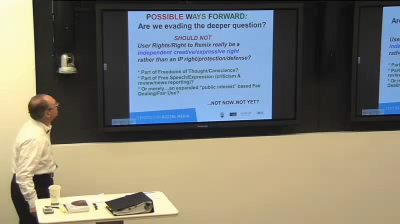 POSSIBLE WAYS FORWARD:
Are we evading the deeper question?
SHOULD NOT
User Rights/Right to Remix really be a
independent creative/expressive right
rather than an IP right/protection/defense?
* Part of Freedoms of Thought/Conscience?
* Part of Free Speech/Expression (criticism &
review/news reporting)?
* Or merely... an expanded "public interest" based Fair
Dealing/Fair Use?
...NOT NOW..NOT YET?